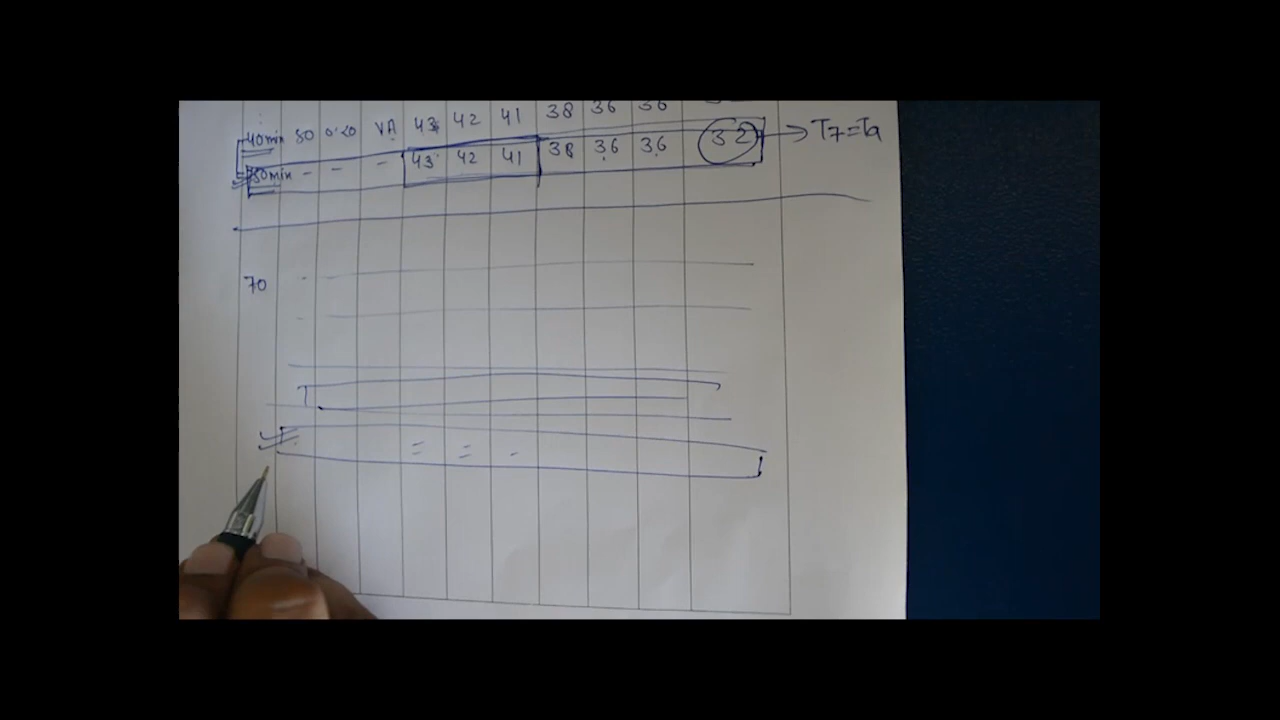 40min 80 0.20 VA 43 42 41 38 36 36
50min - - - 43 42 41 38 36 36 32 → T7=Ta
70
= = -